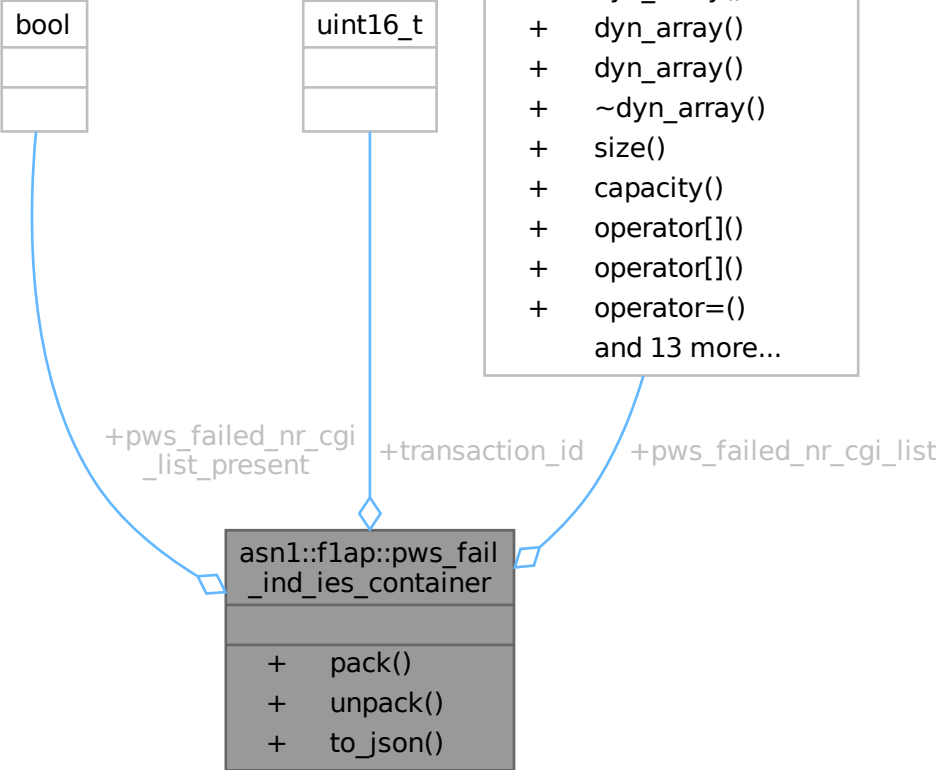 bool
uint16_t
+ dyn_array()
+ dyn_array()
+ ~dyn_array()
+ size()
+ capacity()
+ operator[]()
+ operator[]()
+ operator=()
and 13 more...
+pws_failed_nr_cgi
_list_present
+transaction_id
+pws_failed_nr_cgi_list
asn1::f1ap::pws_fail
_ind_ies_container
+ pack()
+ unpack()
+ to_json()